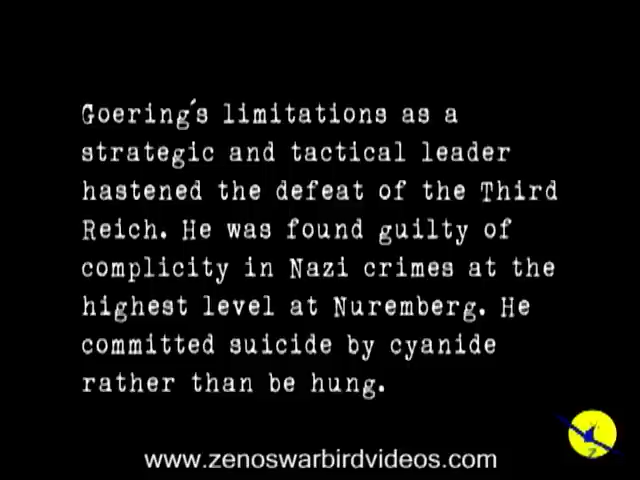 Goering's limitations as a
strategic and tactical leader
hastened the defeat of the Third
Reich. He was found guilty of
complicity in Nazi crimes at the
highest level at Nuremberg. He
committed suicide by cyanide
rather than be hung.
Z
www.zenoswarbirdvideos.com